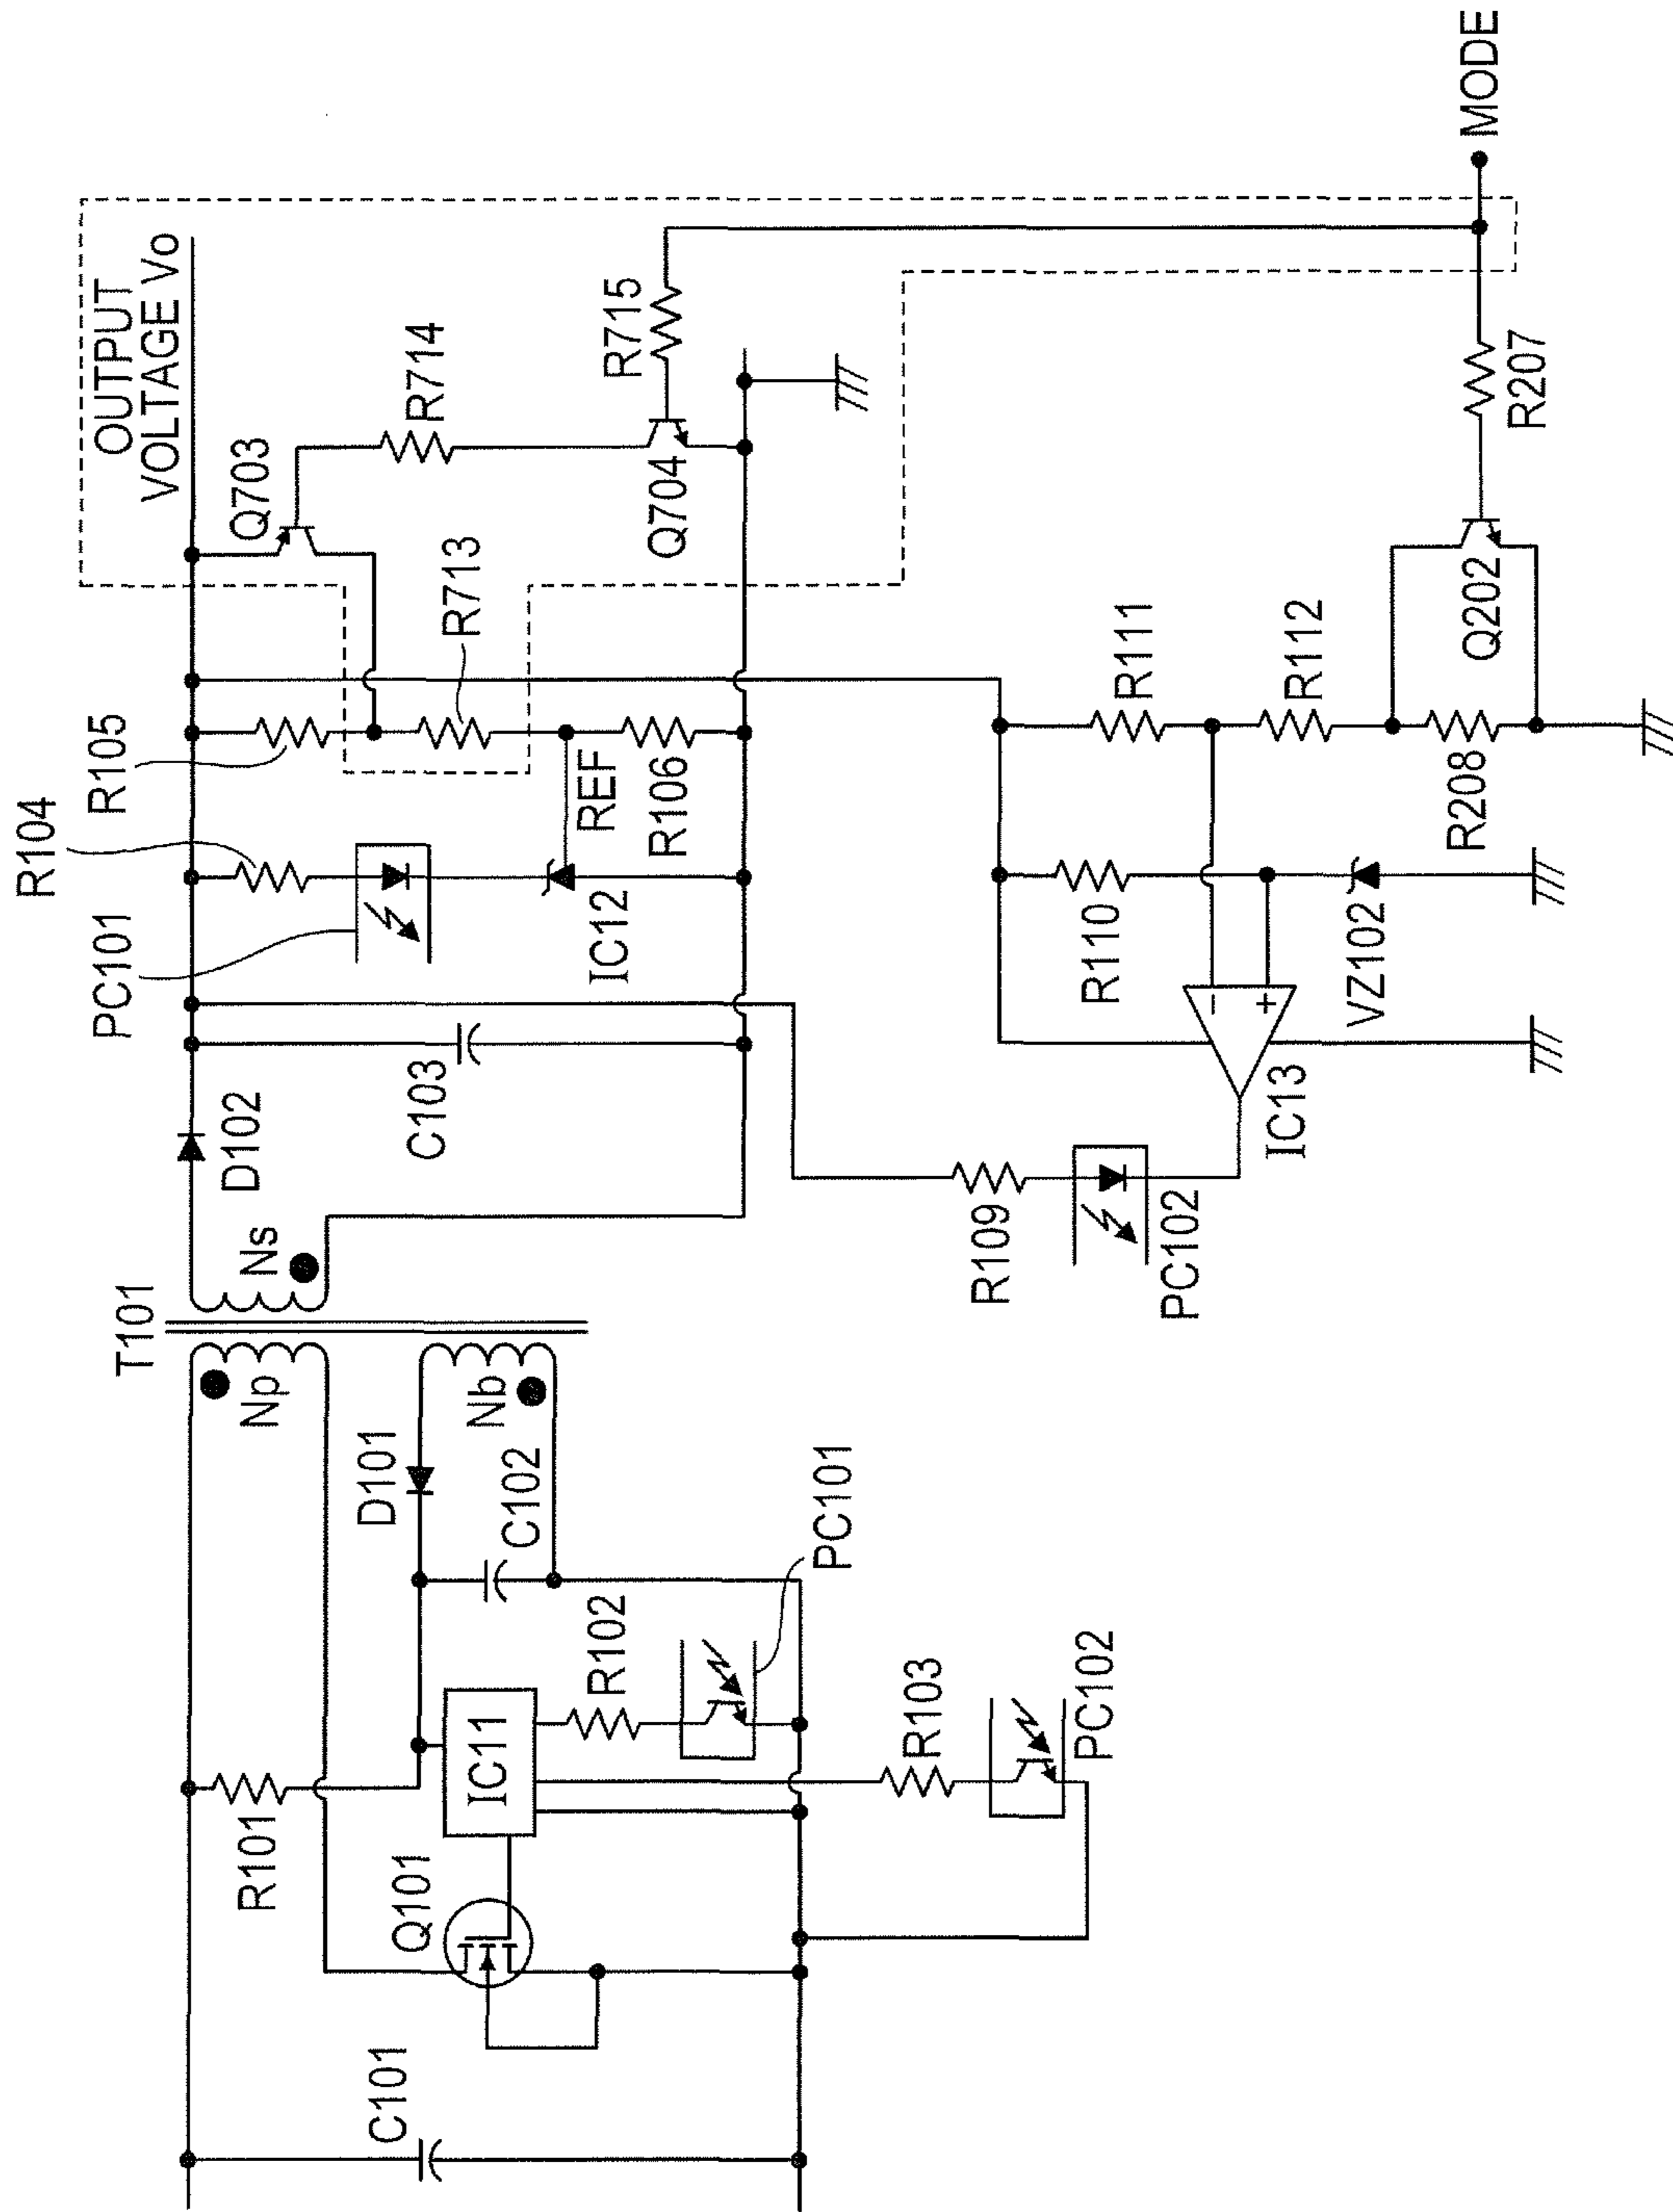 OUTPUT
VOLTAGE Vo
MODE
Q703
R714
R715
Q704
R713
R105
R104
PC101
REF
R106
IC12
C103
D102
Ns
T101
Np
Nb
D101
C102
R101
IC11
R102
PC101
Q101
C101
R103
PC102
R109
PC102
IC13
−
+
R110
VZ102
R111
R112
R208
Q202
R207